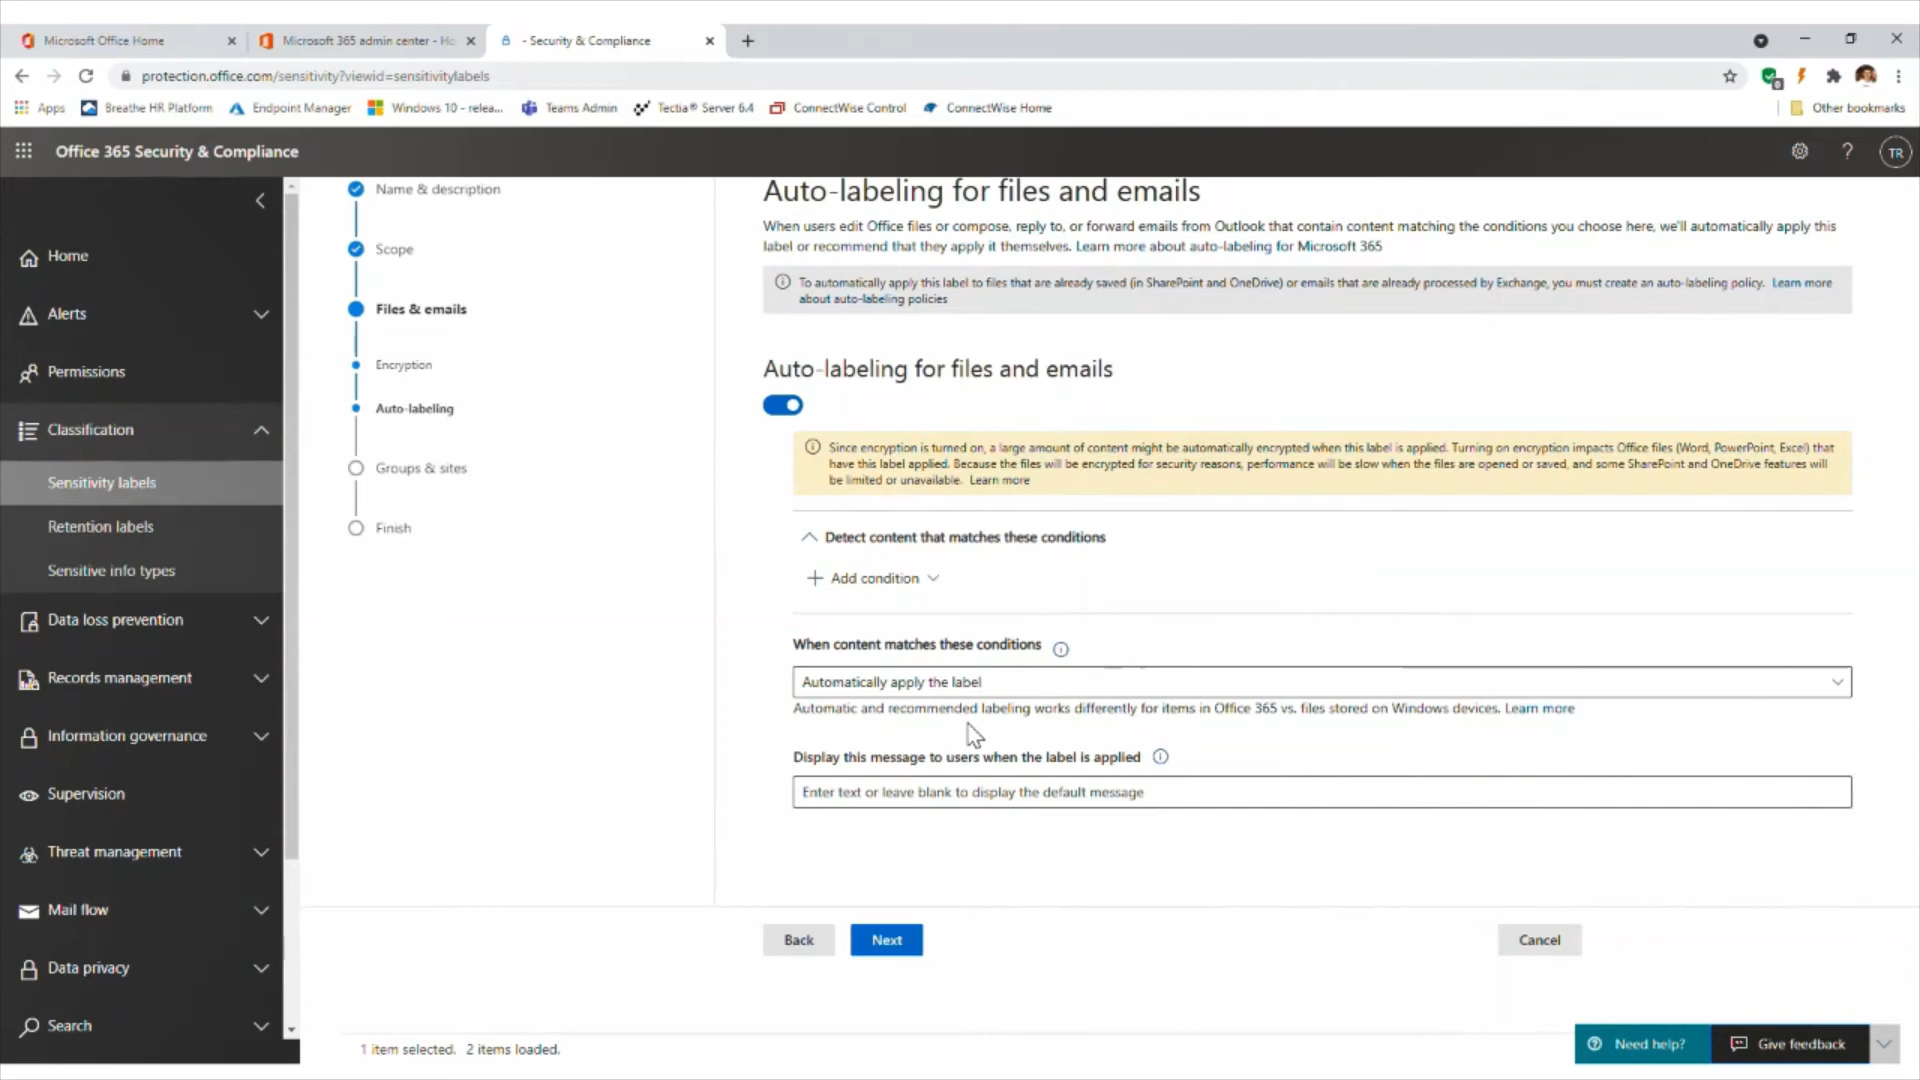 Microsoft Office Home
Microsoft 365 admin center - Ho
- Security & Compliance
protection.office.com/sensitivity?viewid=sensitivitylabels
Apps
Breathe HR Platform
Endpoint Manager
Windows 10 - relea...
Teams Admin
Tectia® Server 6.4
ConnectWise Control
ConnectWise Home
Other bookmarks
Office 365 Security & Compliance
?
TR
Home
Alerts
Permissions
Classification
Sensitivity labels
Retention labels
Sensitive info types
Data loss prevention
Records management
Information governance
Supervision
Threat management
Mail flow
Data privacy
Search
Name & description
Scope
Files & emails
Encryption
Auto-labeling
Groups & sites
Finish
Auto-labeling for files and emails
When users edit Office files or compose, reply to, or forward emails from Outlook that contain content matching the conditions you choose here, we'll automatically apply this
label or recommend that they apply it themselves. Learn more about auto-labeling for Microsoft 365
To automatically apply this label to files that are already saved (in SharePoint and OneDrive) or emails that are already processed by Exchange, you must create an auto-labeling policy. Learn more
about auto-labeling policies
Auto-labeling for files and emails
Since encryption is turned on, a large amount of content might be automatically encrypted when this label is applied. Turning on encryption impacts Office files (Word, PowerPoint, Excel) that
have this label applied. Because the files will be encrypted for security reasons, performance will be slow when the files are opened or saved, and some SharePoint and OneDrive features will
be limited or unavailable. Learn more
Detect content that matches these conditions
Add condition
When content matches these conditions
Automatically apply the label
Automatic and recommended labeling works differently for items in Office 365 vs. files stored on Windows devices. Learn more
Display this message to users when the label is applied
Enter text or leave blank to display the default message
Back
Next
Cancel
1 item selected. 2 items loaded.
Need help?
Give feedback